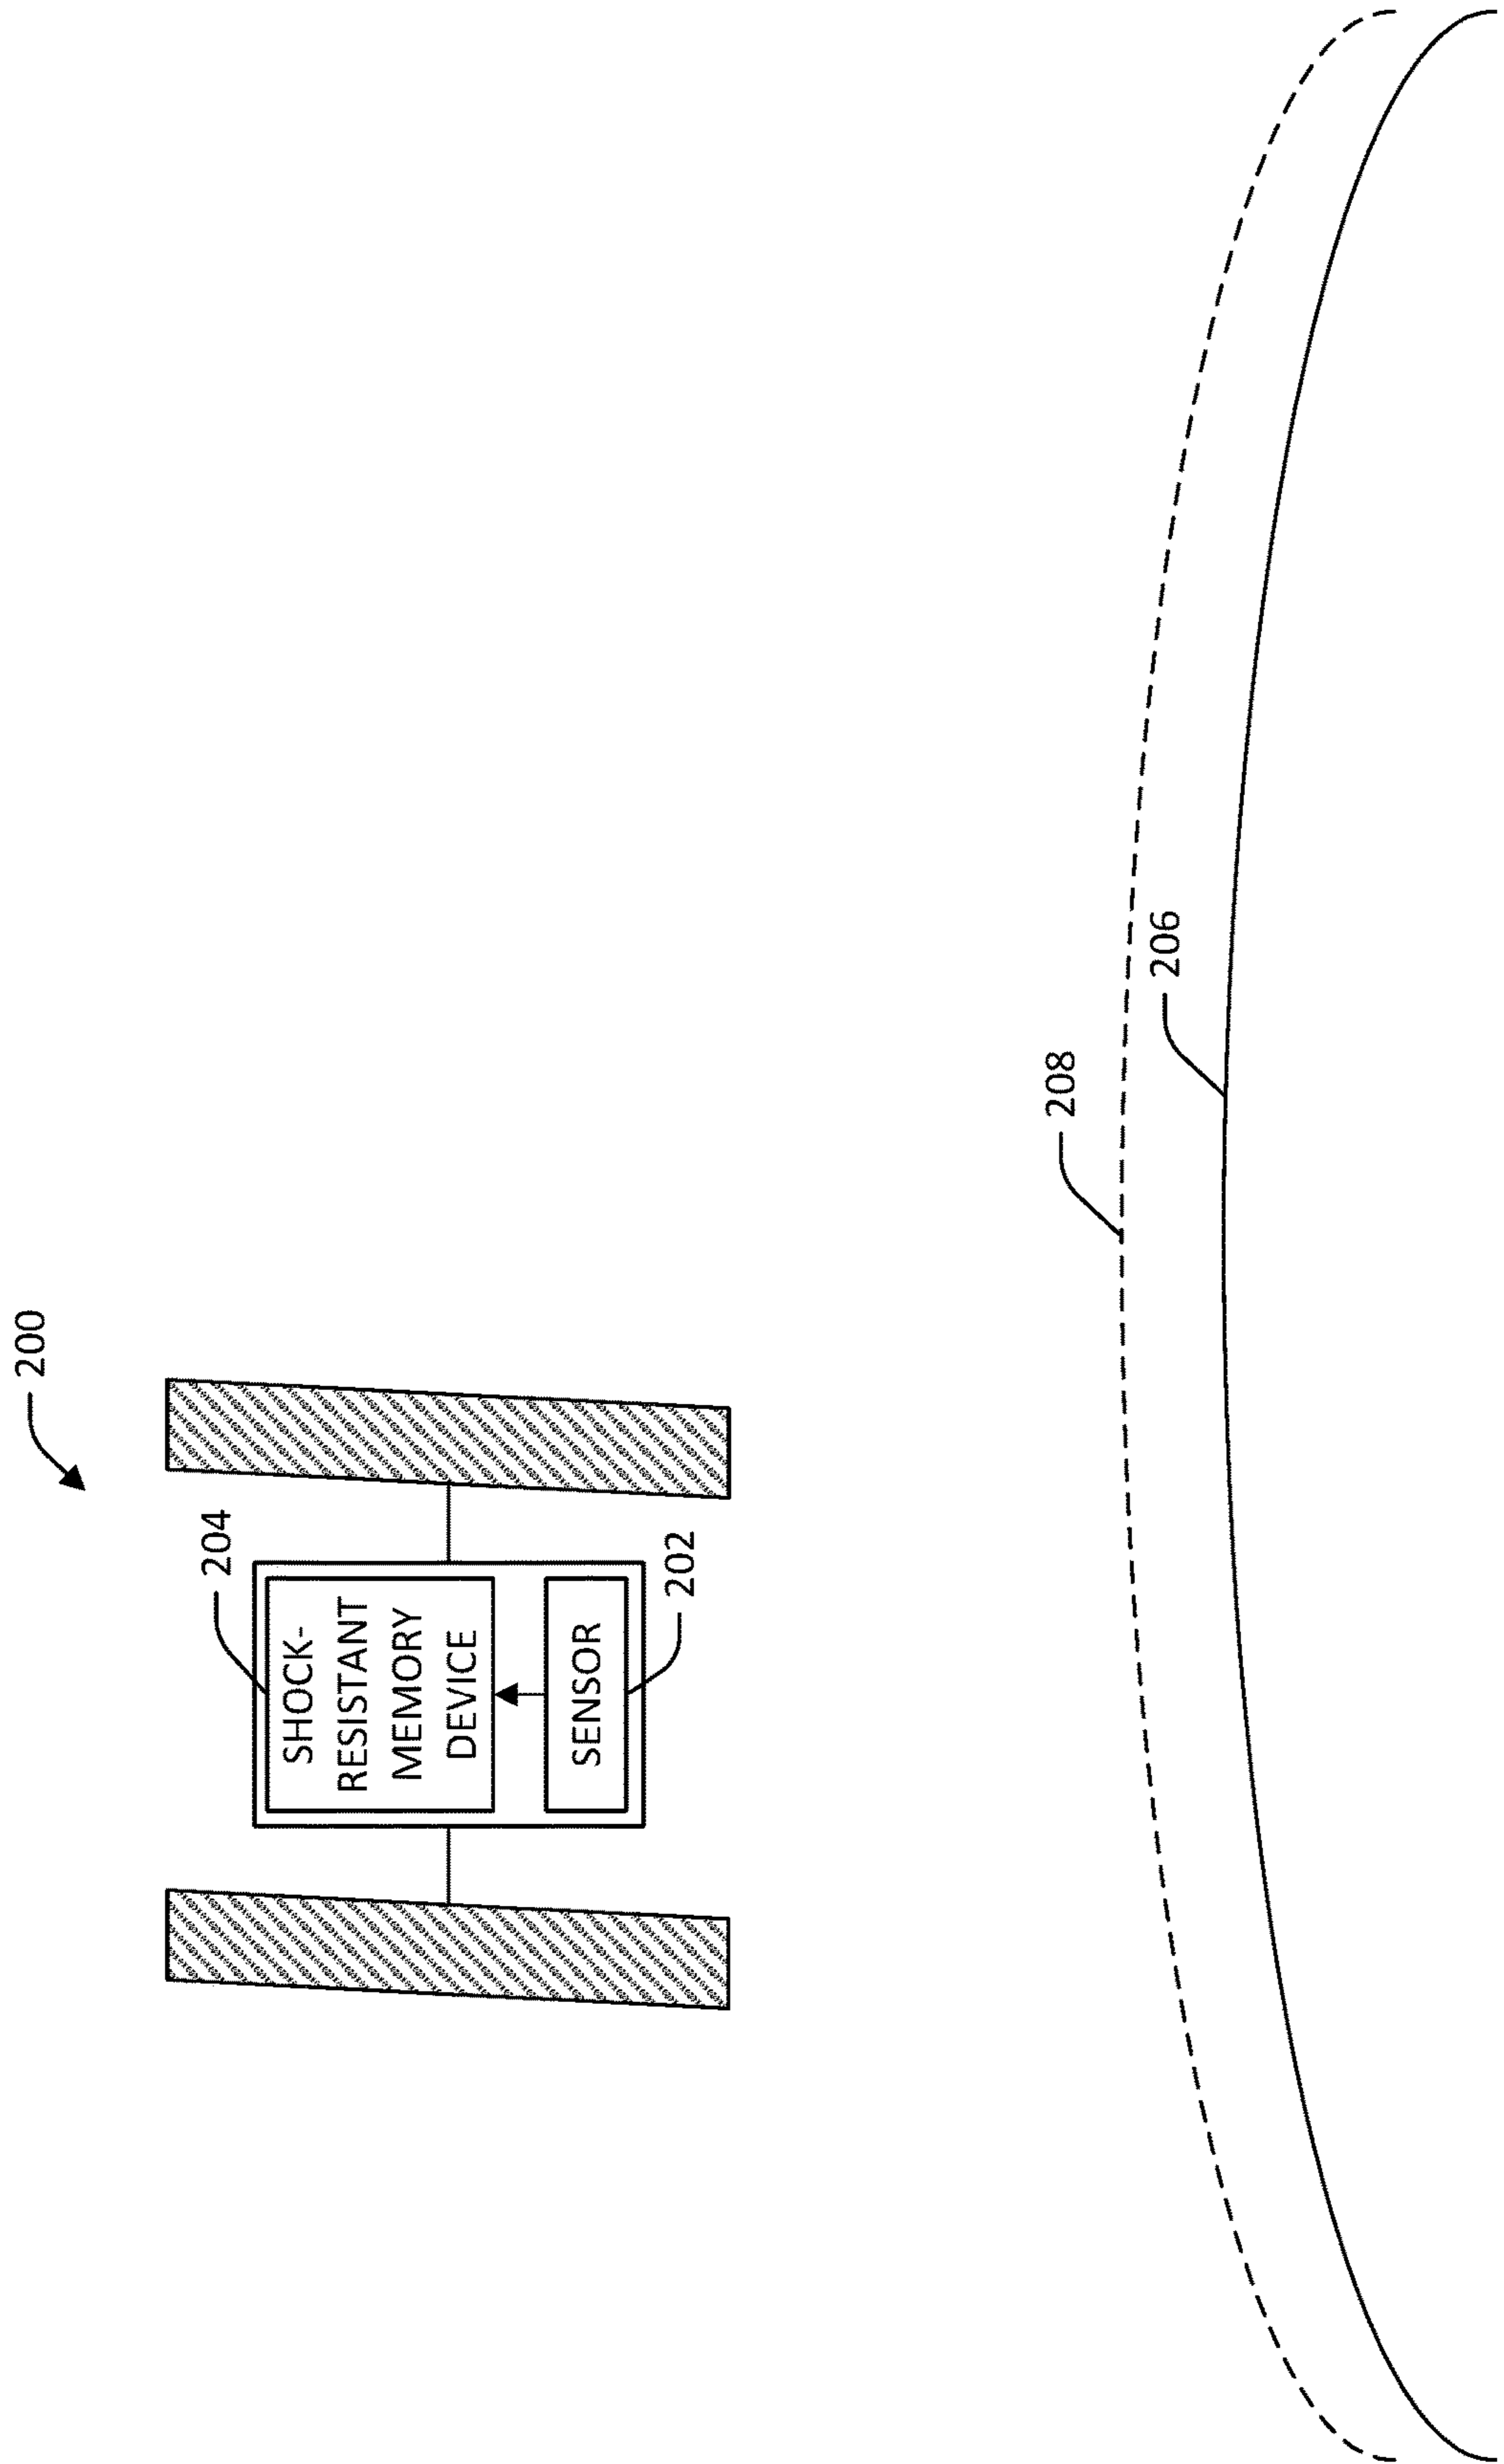 200
204
SHOCK-
RESISTANT
MEMORY
DEVICE
SENSOR
202
208
206